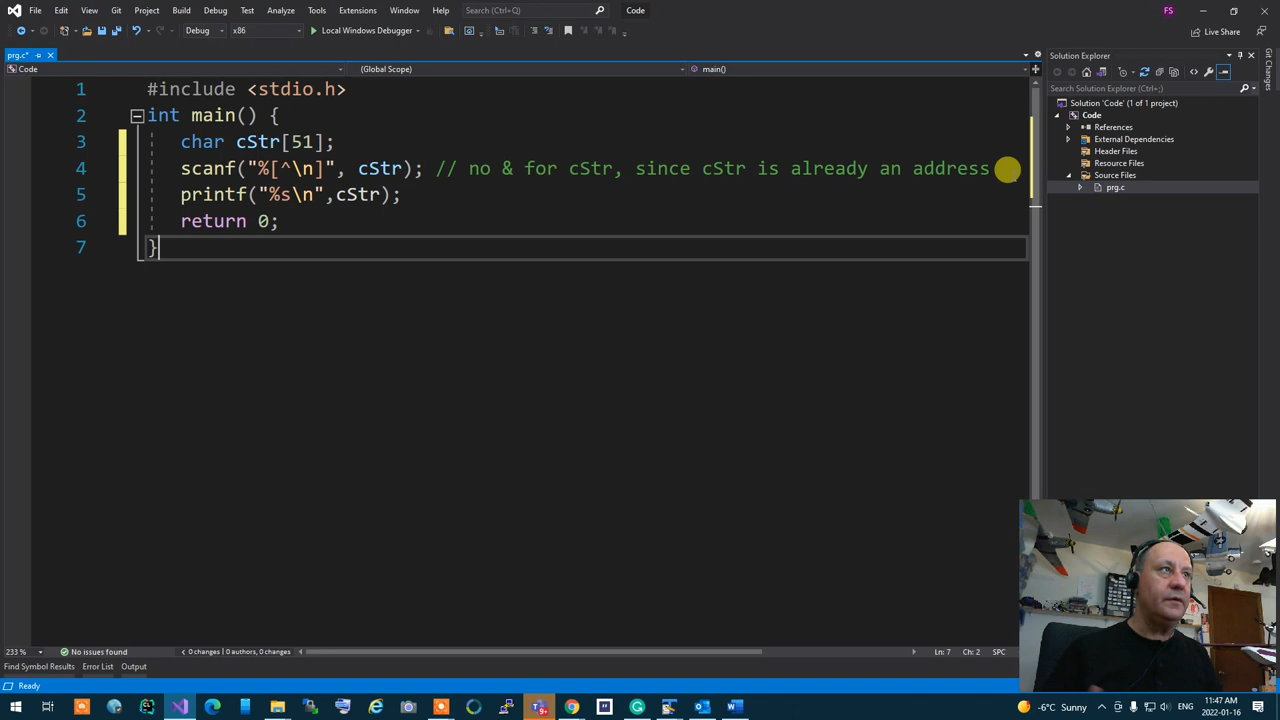 File Edit View Git Project Build Debug Test Analyze Tools Extensions Window Help Search (Ctrl+Q) Code FS
Debug x86 Local Windows Debugger Live Share
prg.c*
Code (Global Scope) main()
1 #include <stdio.h>
2 int main() {
3 char cStr[51];
4 scanf("%[^\n]", cStr); // no & for cStr, since cStr is already an address
5 printf("%s\n",cStr);
6 return 0;
7 }
Solution Explorer
Search Solution Explorer (Ctrl+;)
Solution 'Code' (1 of 1 project)
Code
References
External Dependencies
Header Files
Resource Files
Source Files
prg.c
Git Changes
233 % No issues found 0 changes | 0 authors, 0 changes Ln: 7 Ch: 2 SPC
Find Symbol Results Error List Output
Ready
-6°C Sunny ENG 11:47 AM
2022-01-16